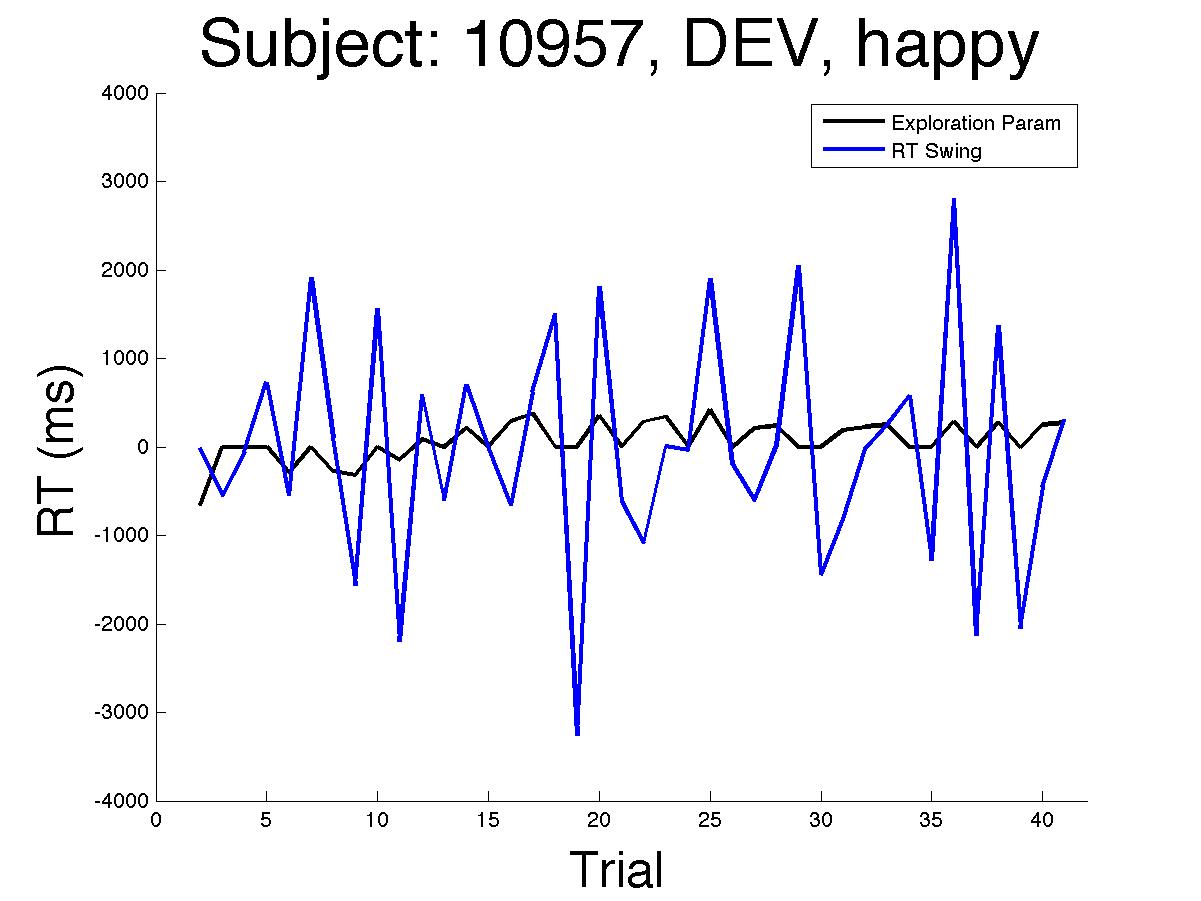 Subject: 10957, DEV, happy
Exploration Param
RT Swing
4000
3000
2000
1000
0
-1000
-2000
-3000
-4000
RT (ms)
0 5 10 15 20 25 30 35 40
Trial